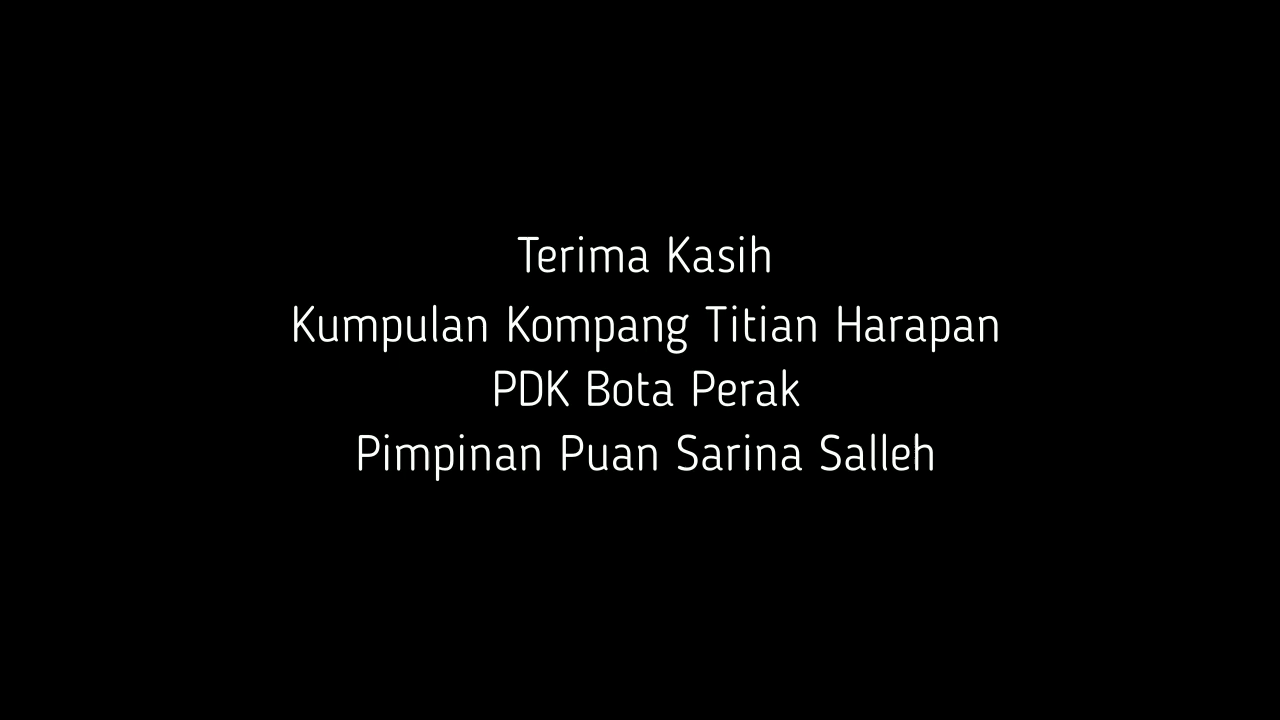 Terima Kasih
Kumpulan Kompang Titian Harapan
PDK Bota Perak
Pimpinan Puan Sarina Salleh